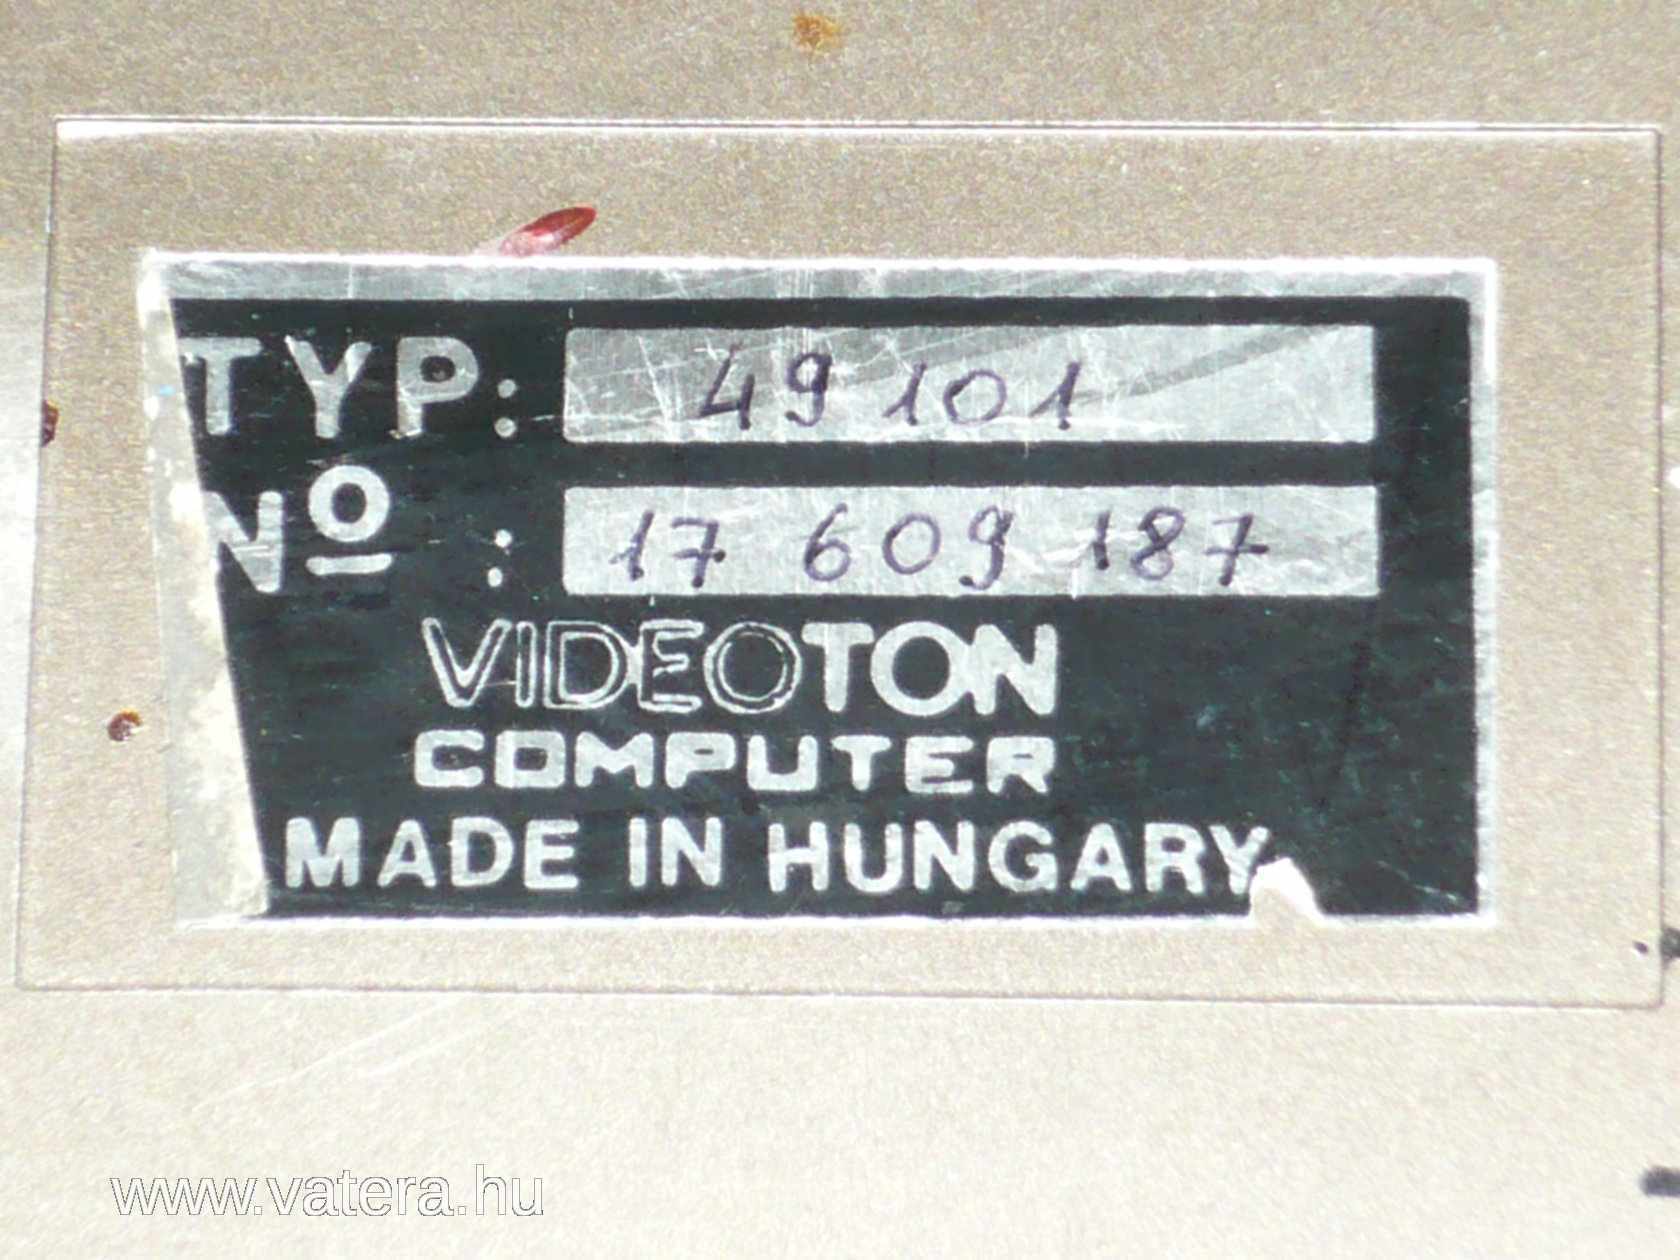 TYP: 49 101
Nº : 17 609 187
VIDEOTON
COMPUTER
MADE IN HUNGARY
www.vatera.hu